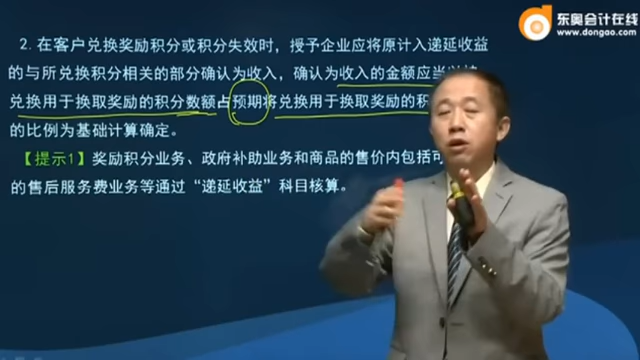 东奥会计在线
www.dongao.com
2. 在客户兑换奖励积分或积分失效时，授予企业应将原计入递延收益
的与所兑换积分相关的部分确认为收入，确认为收入的金额应当以
兑换用于换取奖励的积分数额占预期将兑换用于换取奖励的积
的比例为基础计算确定。
【提示1】奖励积分业务、政府补助业务和商品的售价内包括
的售后服务费业务等通过“递延收益”科目核算。